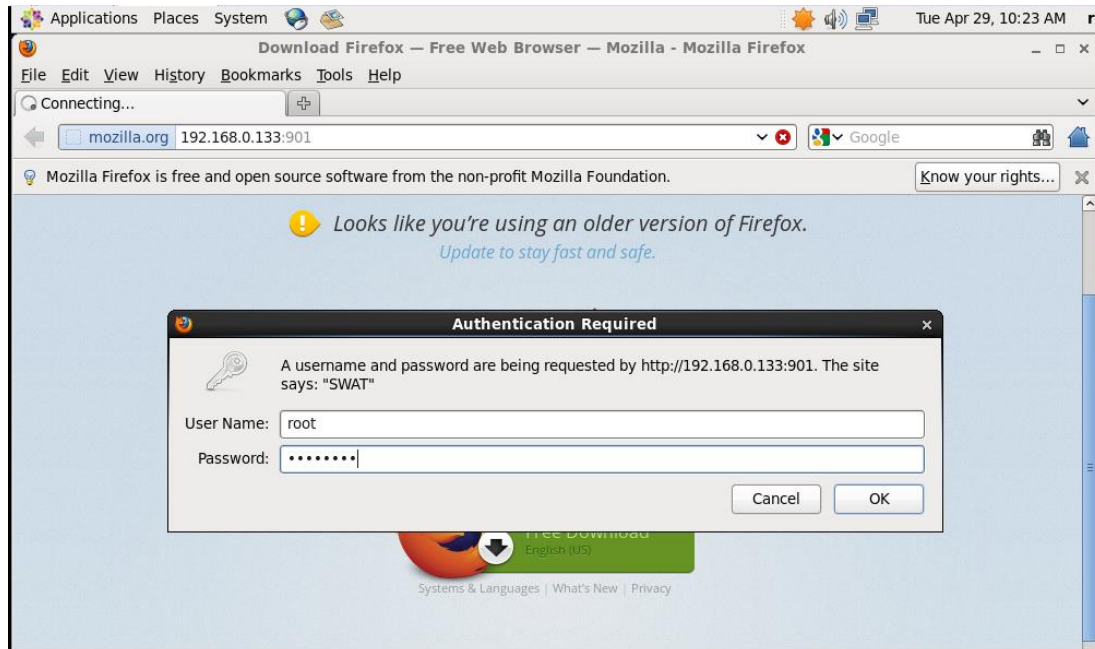 Applications Places System Tue Apr 29, 10:23 AM r
Download Firefox — Free Web Browser — Mozilla - Mozilla Firefox
File Edit View History Bookmarks Tools Help
Connecting...
mozilla.org 192.168.0.133:901 Google
Mozilla Firefox is free and open source software from the non-profit Mozilla Foundation. Know your rights...
Looks like you’re using an older version of Firefox.
Update to stay fast and safe.
Authentication Required
A username and password are being requested by http://192.168.0.133:901. The site
says: "SWAT"
User Name: root
Password: ••••••••
Cancel OK
Free Download
English (US)
Systems & Languages | What's New | Privacy